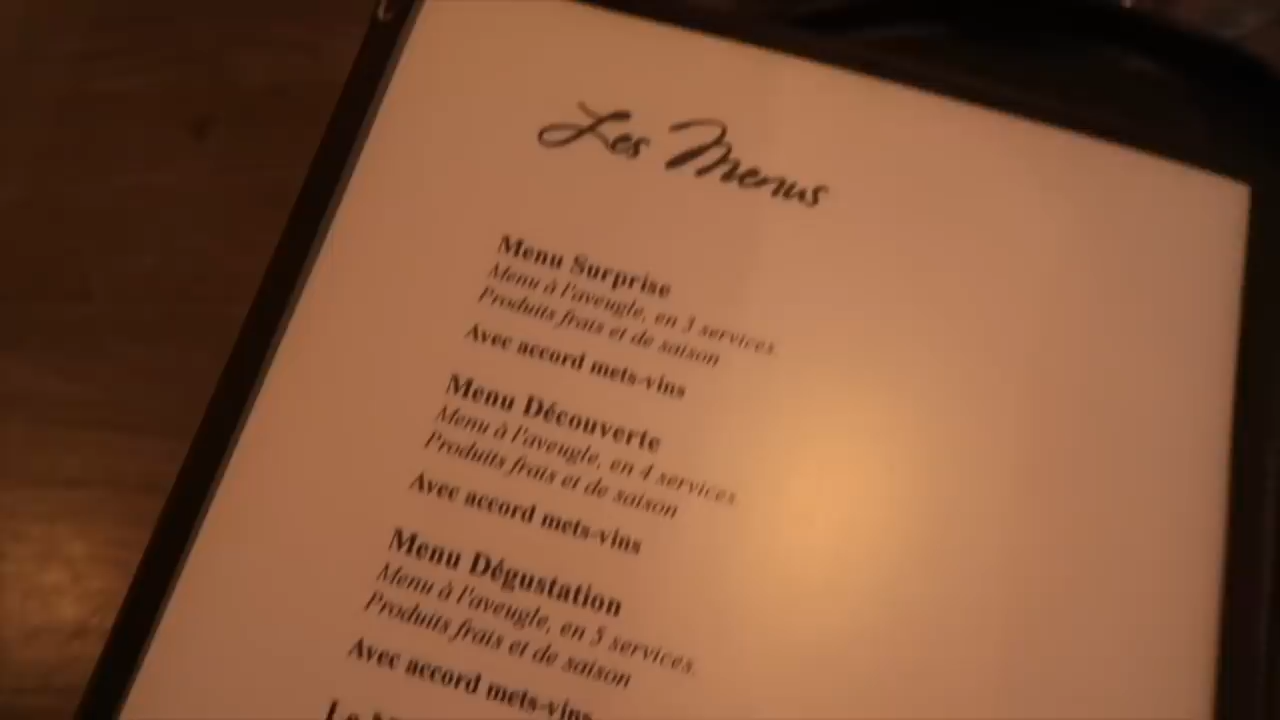 Les Menus
Menu Surprise
Menu à l'aveugle, en 3 services.
Produits frais et de saison
Avec accord mets-vins
Menu Découverte
Menu à l'aveugle, en 4 services.
Produits frais et de saison
Avec accord mets-vins
Menu Dégustation
Menu à l'aveugle, en 5 services.
Produits frais et de saison
Avec accord mets-vins
Le